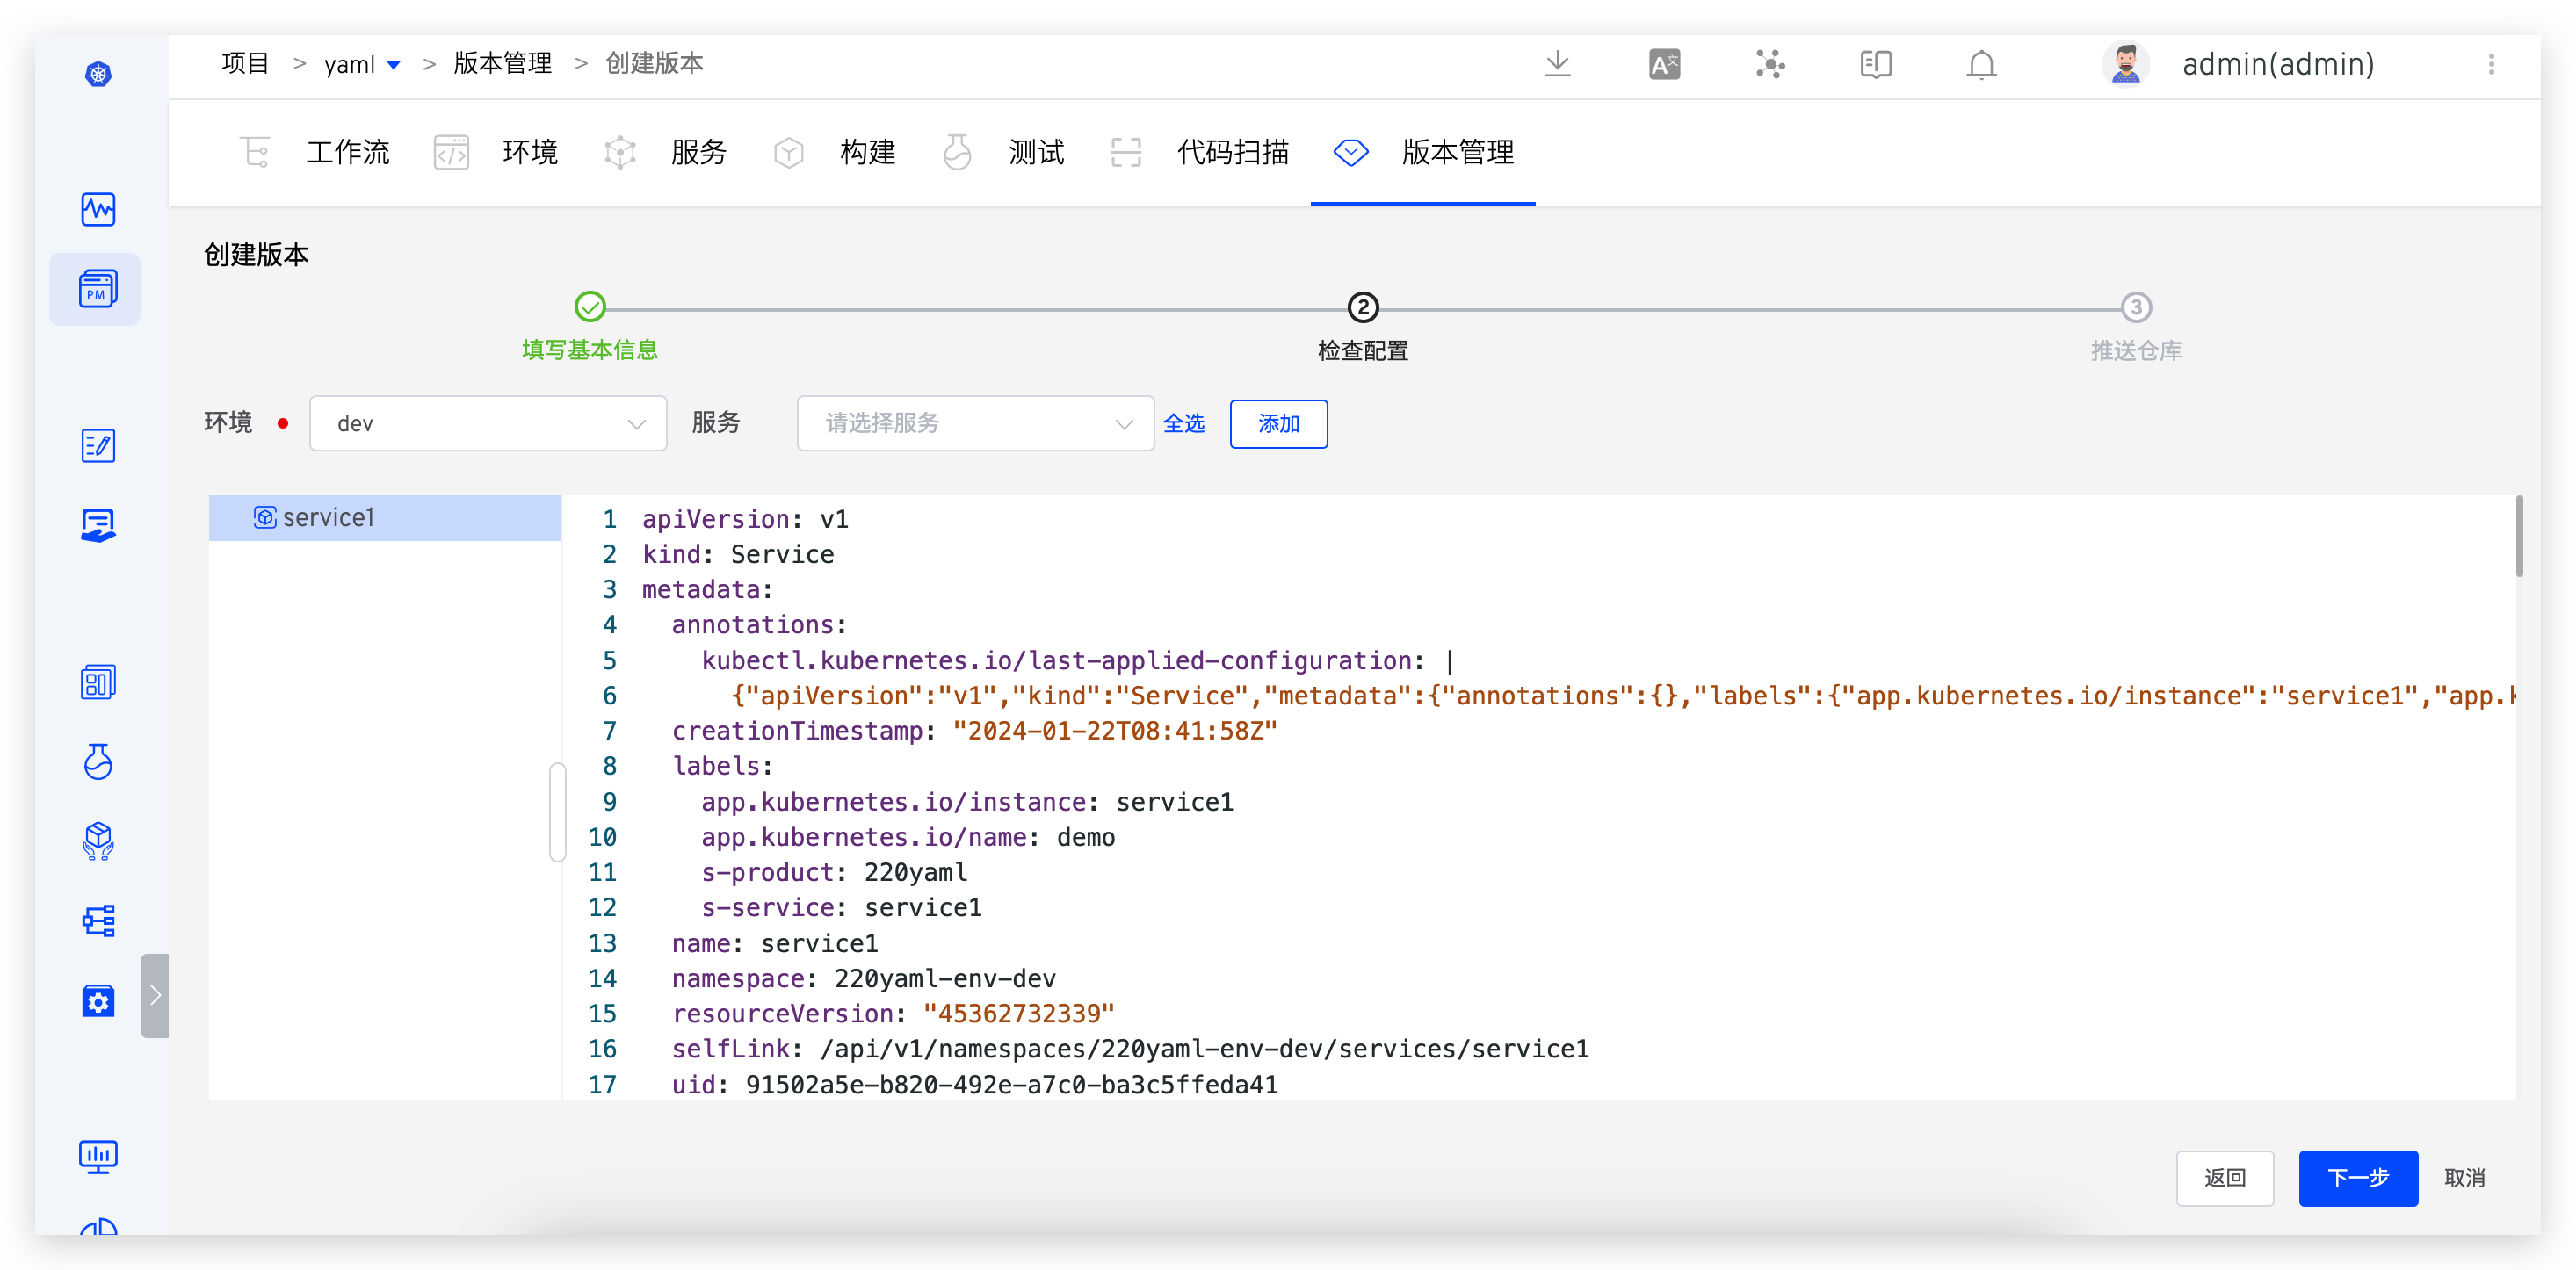 项目 > yaml > 版本管理 > 创建版本
admin(admin)
工作流 环境 服务 构建 测试 代码扫描 版本管理
PM
创建版本
2 3
填写基本信息 检查配置 推送仓库
环境 dev 服务 请选择服务 全选 添加
service1
1 apiVersion: v1
2 kind: Service
3 metadata:
4 annotations:
5 kubectl.kubernetes.io/last-applied-configuration: |
6 {"apiVersion":"v1","kind":"Service","metadata":{"annotations":{},"labels":{"app.kubernetes.io/instance":"service1","app.k
7 creationTimestamp: "2024-01-22T08:41:58Z"
8 labels:
9 app.kubernetes.io/instance: service1
10 app.kubernetes.io/name: demo
11 s-product: 220yaml
12 s-service: service1
13 name: service1
14 namespace: 220yaml-env-dev
15 resourceVersion: "45362732339"
16 selfLink: /api/v1/namespaces/220yaml-env-dev/services/service1
17 uid: 91502a5e-b820-492e-a7c0-ba3c5ffeda41
返回 下一步 取消